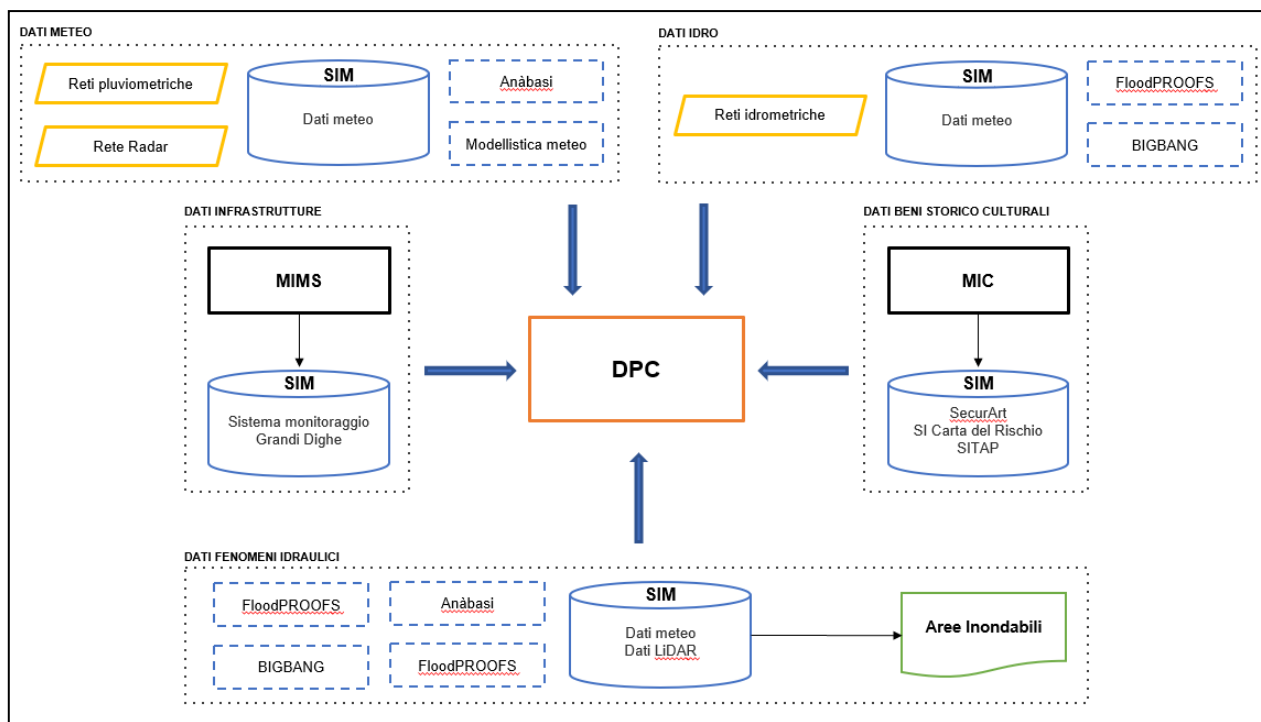 DATI METEO
Reti pluviometriche
Rete Radar
SIM
Dati meteo
Anàbasi
Modellistica meteo
DATI IDRO
Reti idrometriche
SIM
Dati meteo
FloodPROOFS
BIGBANG
DATI INFRASTRUTTURE
MIMS
SIM
Sistema monitoraggio
Grandi Dighe
DPC
DATI BENI STORICO CULTURALI
MIC
SIM
SecurArt
SI Carta del Rischio
SITAP
DATI FENOMENI IDRAULICI
FloodPROOFS
Anàbasi
BIGBANG
FloodPROOFS
SIM
Dati meteo
Dati LiDAR
Aree Inondabili